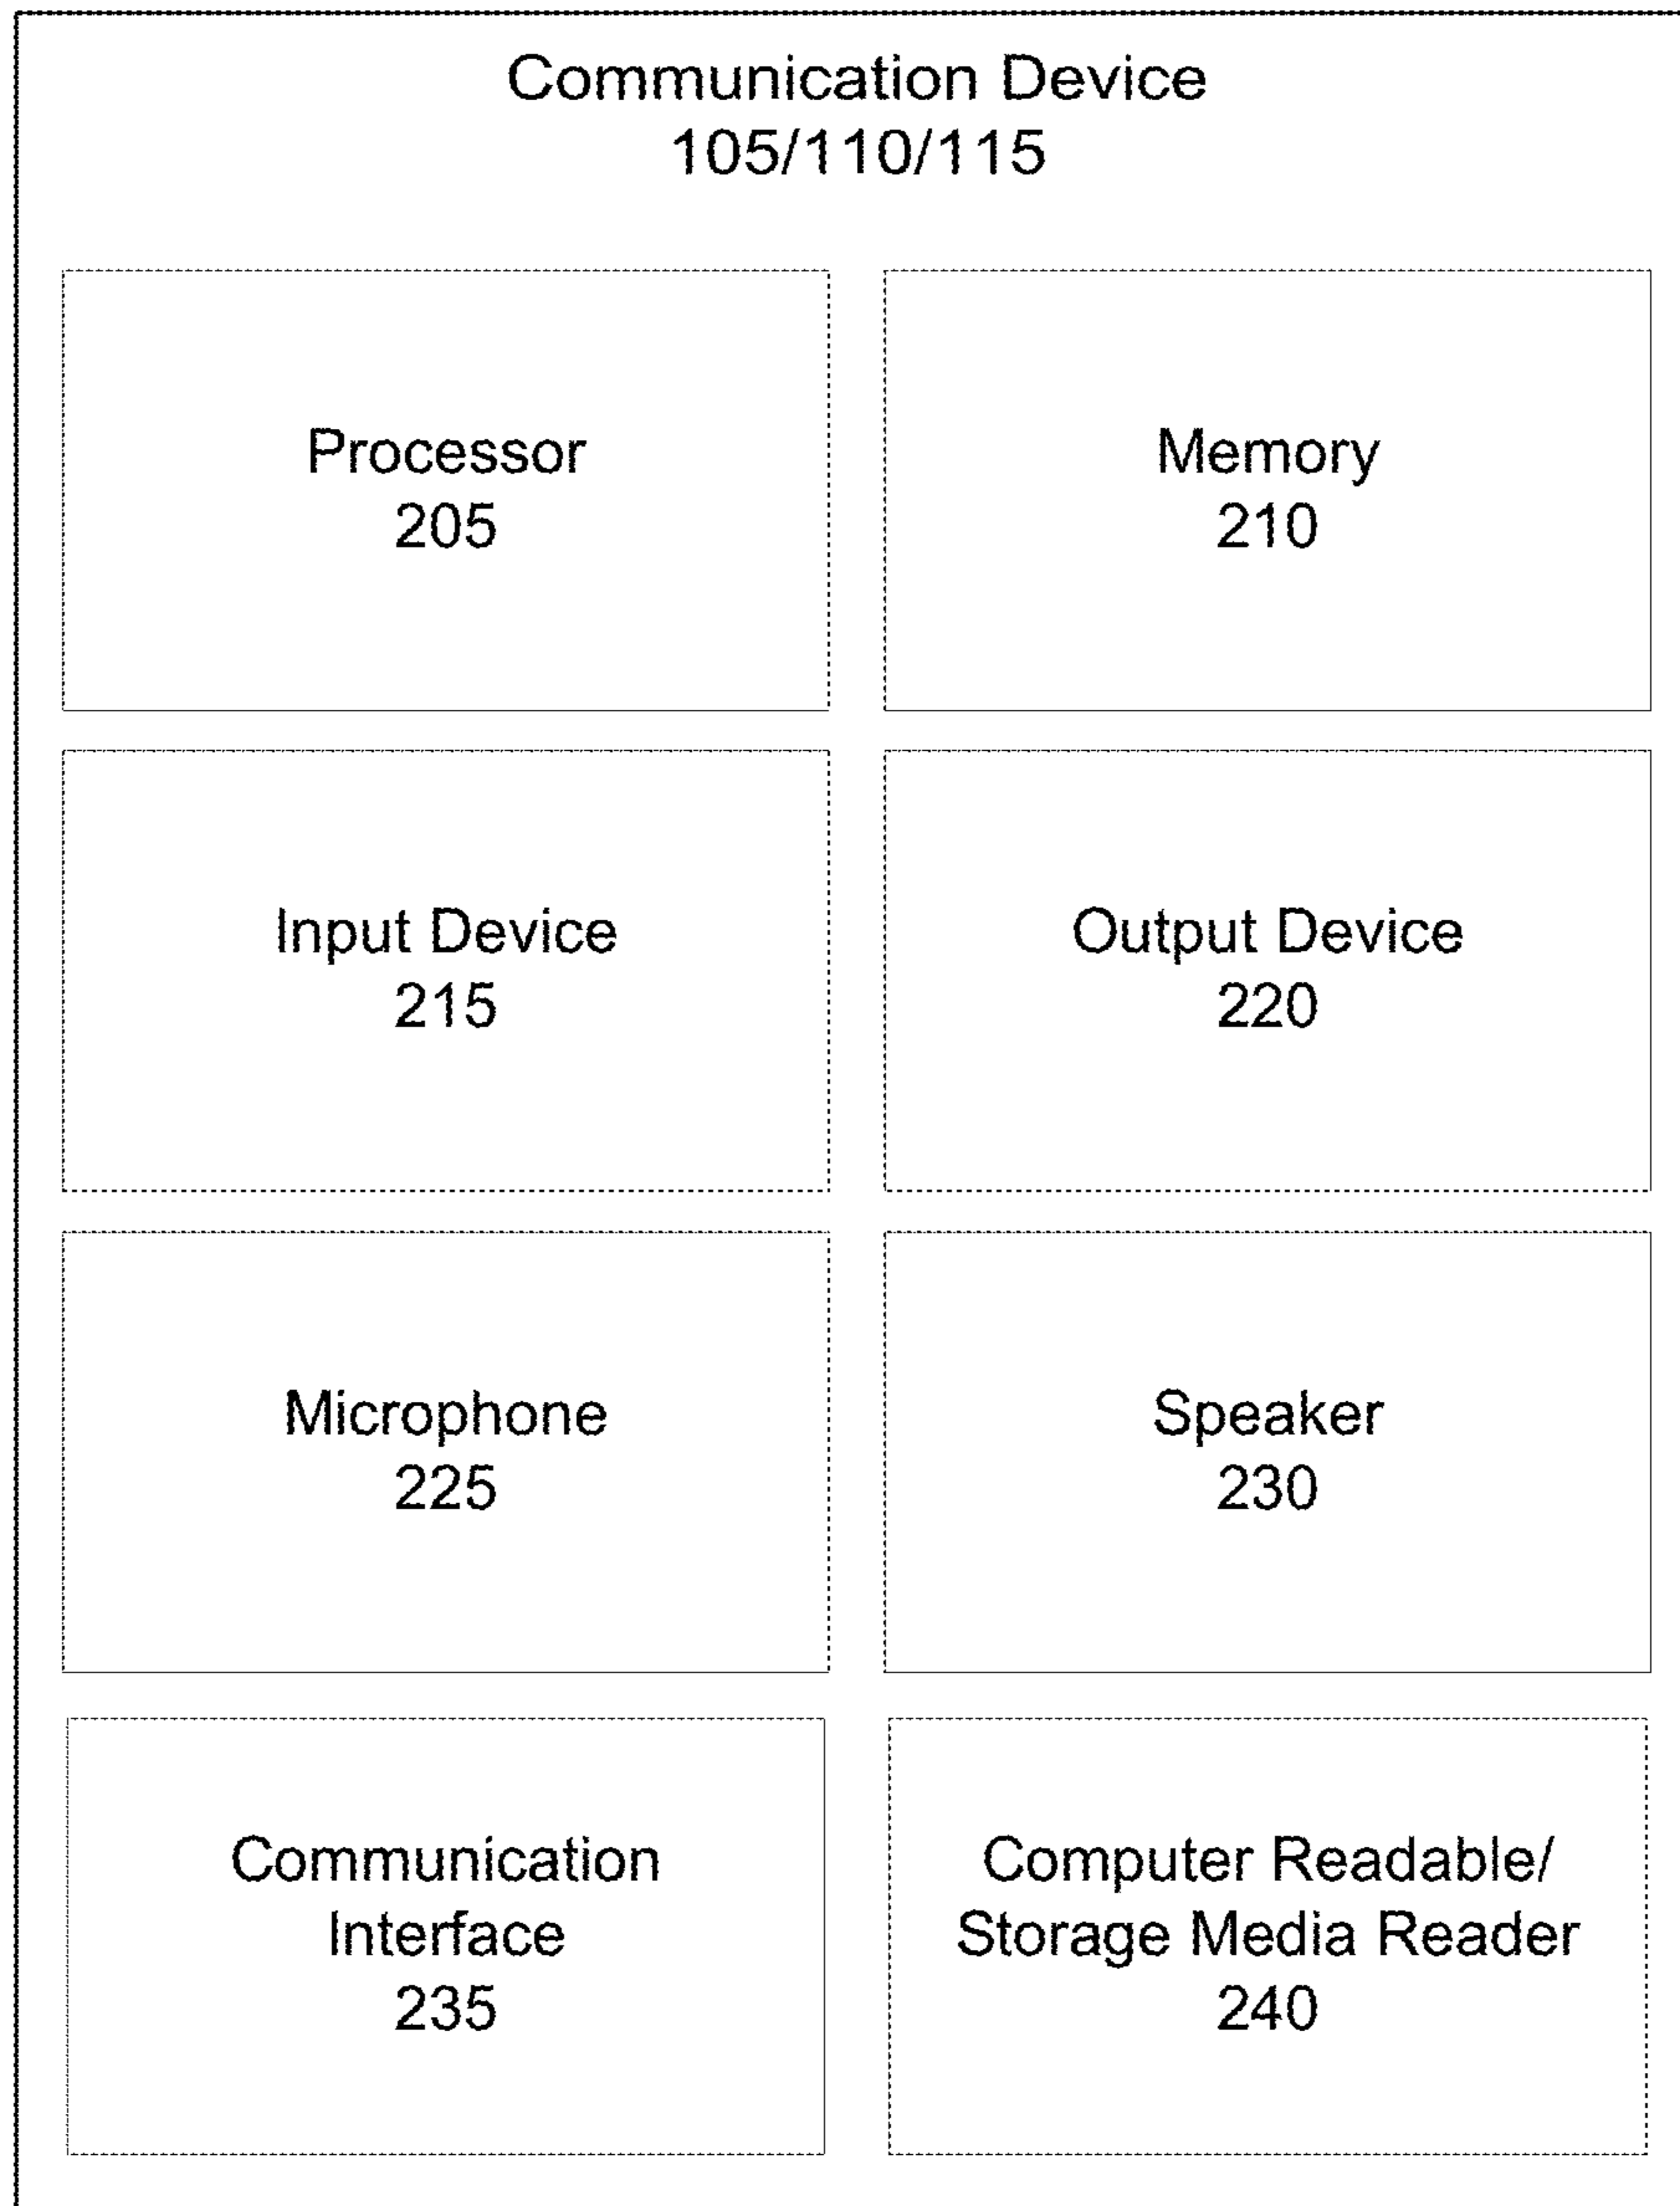 Communication Device
105/110/115
Processor
205
Memory
210
Input Device
215
Output Device
220
Microphone
225
Speaker
230
Communication
Interface
235
Computer Readable/
Storage Media Reader
240